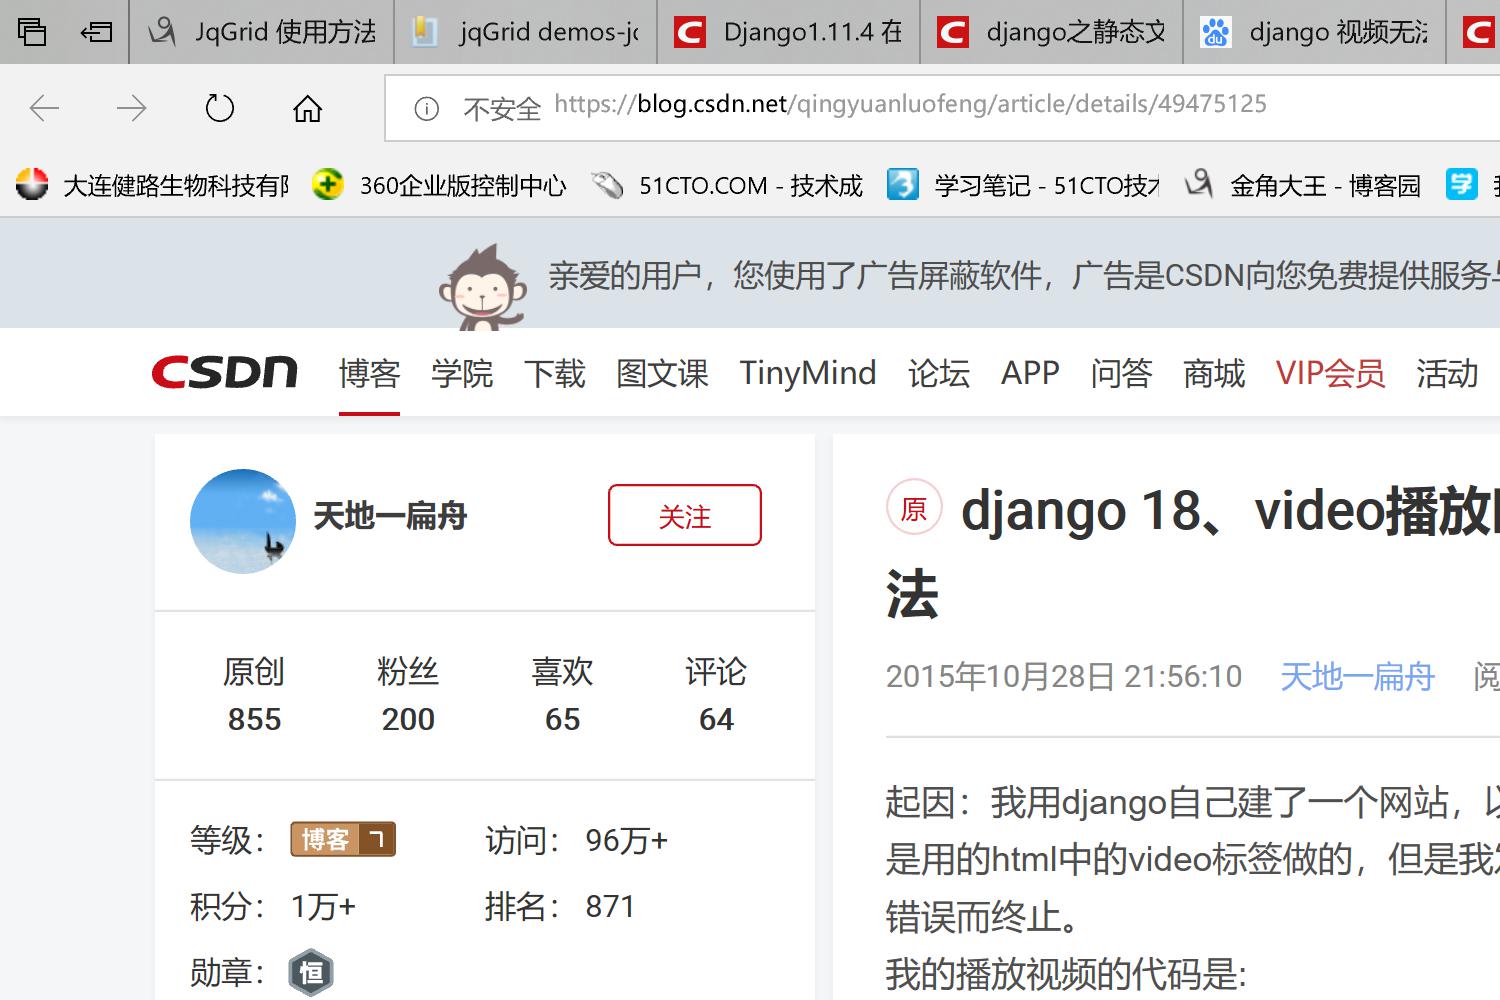 JqGrid 使用方法
jqGrid demos-jc
Django1.11.4 在
django之静态文
django 视频无法
不安全 https://blog.csdn.net/qingyuanluofeng/article/details/49475125
大连健路生物科技有限
360企业版控制中心
51CTO.COM - 技术成
学习笔记 - 51CTO技术
金角大王 - 博客园
亲爱的用户，您使用了广告屏蔽软件，广告是CSDN向您免费提供服务
CSDN 博客 学院 下载 图文课 TinyMind 论坛 APP 问答 商城 VIP会员 活动
天地一扁舟 关注
原创 粉丝 喜欢 评论
855 200 65 64
等级： 博客 7 访问： 96万+
积分： 1万+ 排名： 871
勋章： 恒
原 django 18、video播放
法
2015年10月28日 21:56:10 天地一扁舟 阅
起因：我用django自己建了一个网站，以
是用的html中的video标签做的，但是我发
错误而终止。
我的播放视频的代码是: